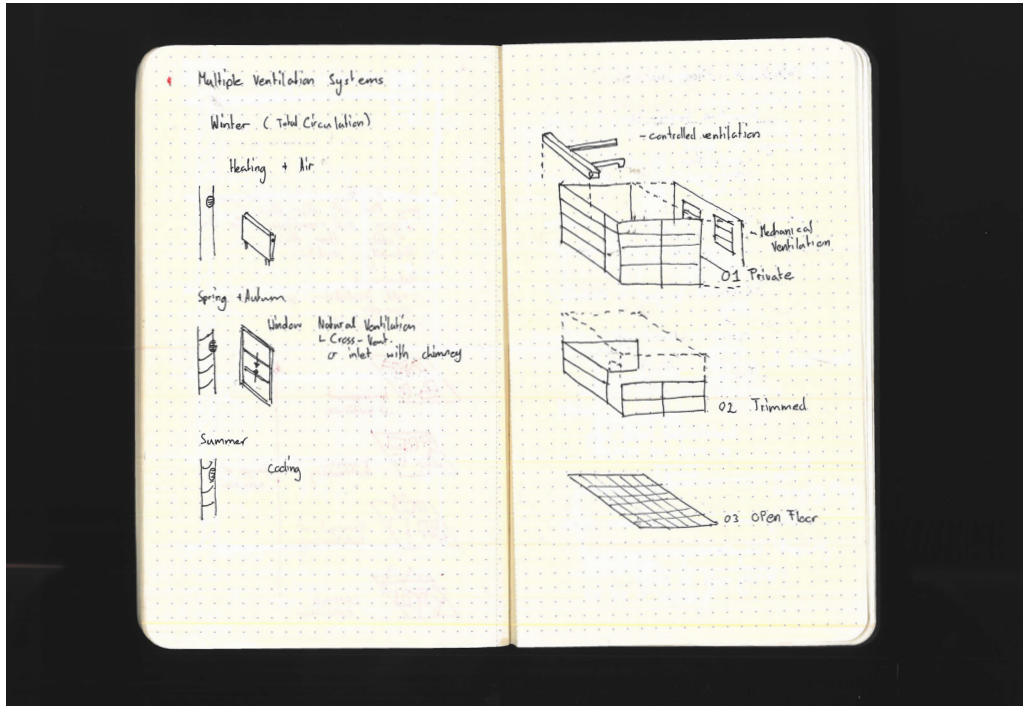 Multiple Ventilation Systems
Winter (Total Circulation)
Heating + Air
Spring + Autumn
Window Natural Ventilation
└ Cross-Vent.
or inlet with chimney
Summer
Cooling
- controlled ventilation
- Mechanical
Ventilation
01 Private
02 Trimmed
03 Open Floor